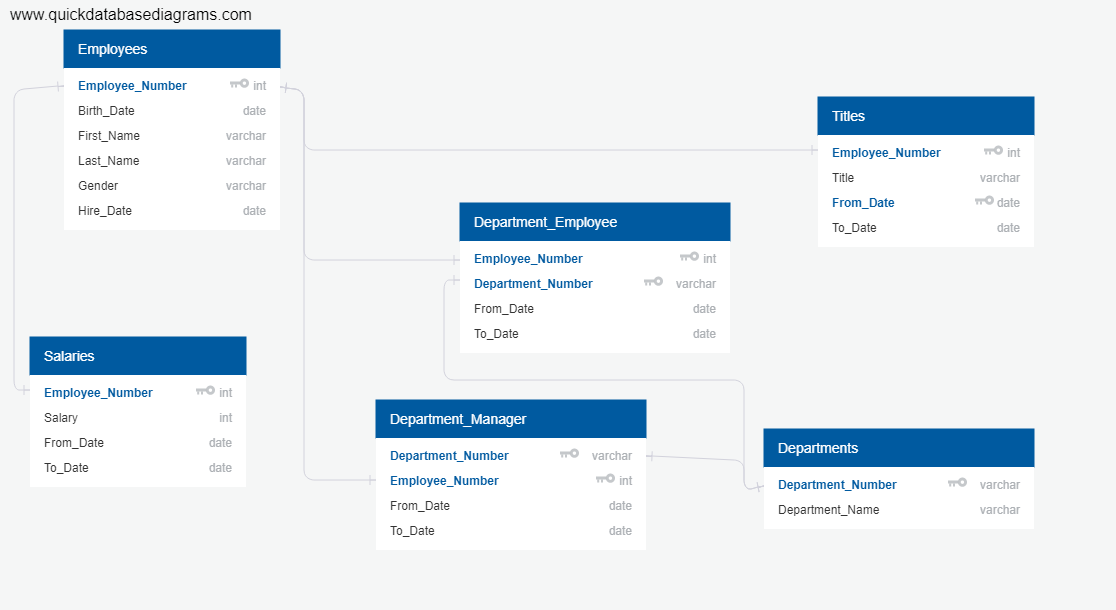 www.quickdatabasediagrams.com
Employees
Employee_Number int
Birth_Date date
First_Name varchar
Last_Name varchar
Gender varchar
Hire_Date date
Titles
Employee_Number int
Title varchar
From_Date date
To_Date date
Department_Employee
Employee_Number int
Department_Number varchar
From_Date date
To_Date date
Salaries
Employee_Number int
Salary int
From_Date date
To_Date date
Department_Manager
Department_Number varchar
Employee_Number int
From_Date date
To_Date date
Departments
Department_Number varchar
Department_Name varchar